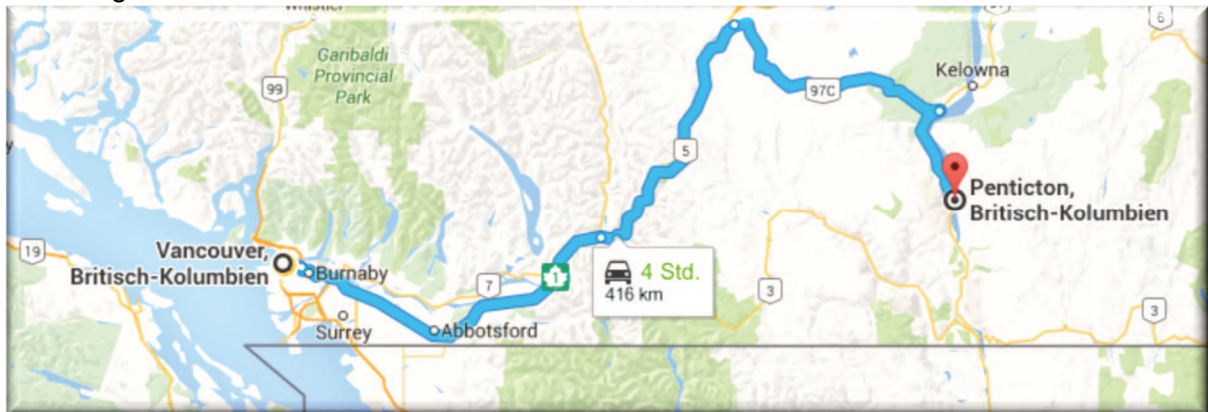 Garibaldi
Provincial
Park
99
97C
Kelowna
6
5
Penticton,
Britisch-Kolumbien
19
Vancouver,
Britisch-Kolumbien
Burnaby
7
1
4 Std.
416 km
3
3
Surrey
Abbotsford